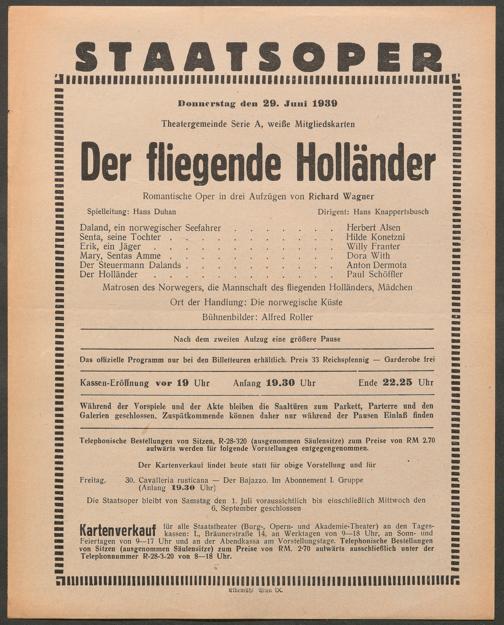 STAATSOPER
Donnerstag den 29. Juni 1939
Theatergemeinde Serie A, weiße Mitgliedskarten
Der fliegende Holländer
Romantische Oper in drei Aufzügen von Richard Wagner
Spielleitung: Hans Duhan Dirigent: Hans Knappertsbusch
Daland, ein norwegischer Seefahrer . . . . . . . Herbert Alsen
Senta, seine Tochter . . . . . . . . . . Hilde Konetzni
Erik, ein Jäger . . . . . . . . . . . Willy Franter
Mary, Sentas Amme . . . . . . . . . . Dora With
Der Steuermann Dalands . . . . . . . . . Anton Dermota
Der Holländer . . . . . . . . . . . Paul Schöffler
Matrosen des Norwegers, die Mannschaft des fliegenden Holländers, Mädchen
Ort der Handlung: Die norwegische Küste
Bühnenbilder: Alfred Roller
Nach dem zweiten Aufzug eine größere Pause
Das offizielle Programm nur bei den Billetteuren erhältlich. Preis 33 Reichspfennig — Garderobe frei
Kassen-Eröffnung vor 19 Uhr Anfang 19.30 Uhr Ende 22.25 Uhr
Während der Vorspiele und der Akte bleiben die Saaltüren zum Parkett, Parterre und den
Galerien geschlossen. Zuspätkommende können daher nur während der Pausen Einlaß finden
Telephonische Bestellungen von Sitzen, R-28-320 (ausgenommen Säulensitze) zum Preise von RM 2.70
aufwärts werden für folgende Vorstellungen entgegengenommen.
Der Kartenverkauf findet heute statt für obige Vorstellung und für
Freitag. 30. Cavalleria rusticana — Der Bajazzo. Im Abonnement I. Gruppe
(Anfang 19.30 Uhr)
Die Staatsoper bleibt von Samstag den 1. Juli voraussichtlich bis einschließlich Mittwoch den
6. September geschlossen
Kartenverkauf für alle Staatstheater (Burg-, Opern- und Akademie-Theater) an den Tages-
kassen: I., Bräunerstraße 14, an Werktagen von 9—18 Uhr, an Sonn- und
Feiertagen von 9—17 Uhr und an der Abendkassa am Vorstellungstage. Telephonische Bestellungen
von Sitzen (ausgenommen Säulensitze) zum Preise von RM. 2·70 aufwärts ausschließlich unter der
Telephonnummer R-28-3-20 von 8—18 Uhr.
Wien IX.